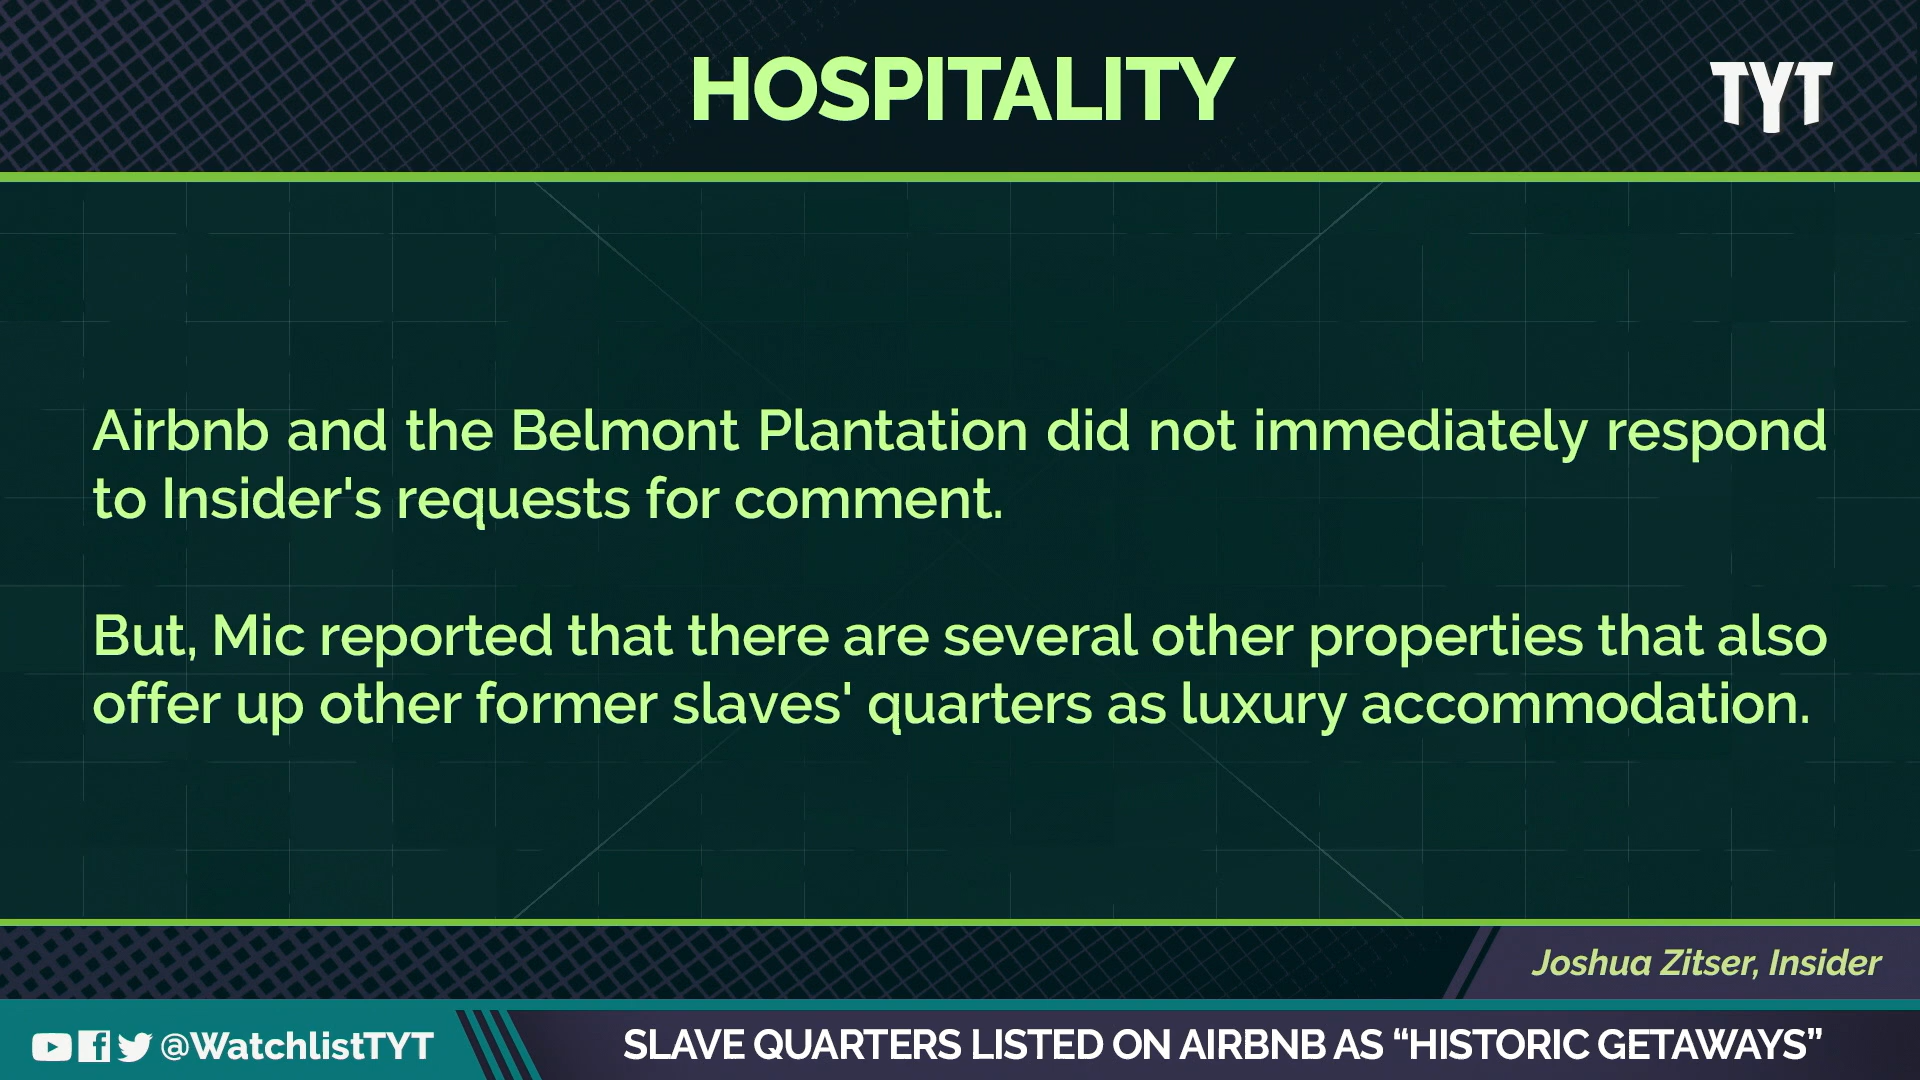 HOSPITALITY
TYT
Airbnb and the Belmont Plantation did not immediately respond
to Insider's requests for comment.
But, Mic reported that there are several other properties that also
offer up other former slaves' quarters as luxury accommodation.
Joshua Zitser, Insider
@WatchlistTYT
SLAVE QUARTERS LISTED ON AIRBNB AS “HISTORIC GETAWAYS”